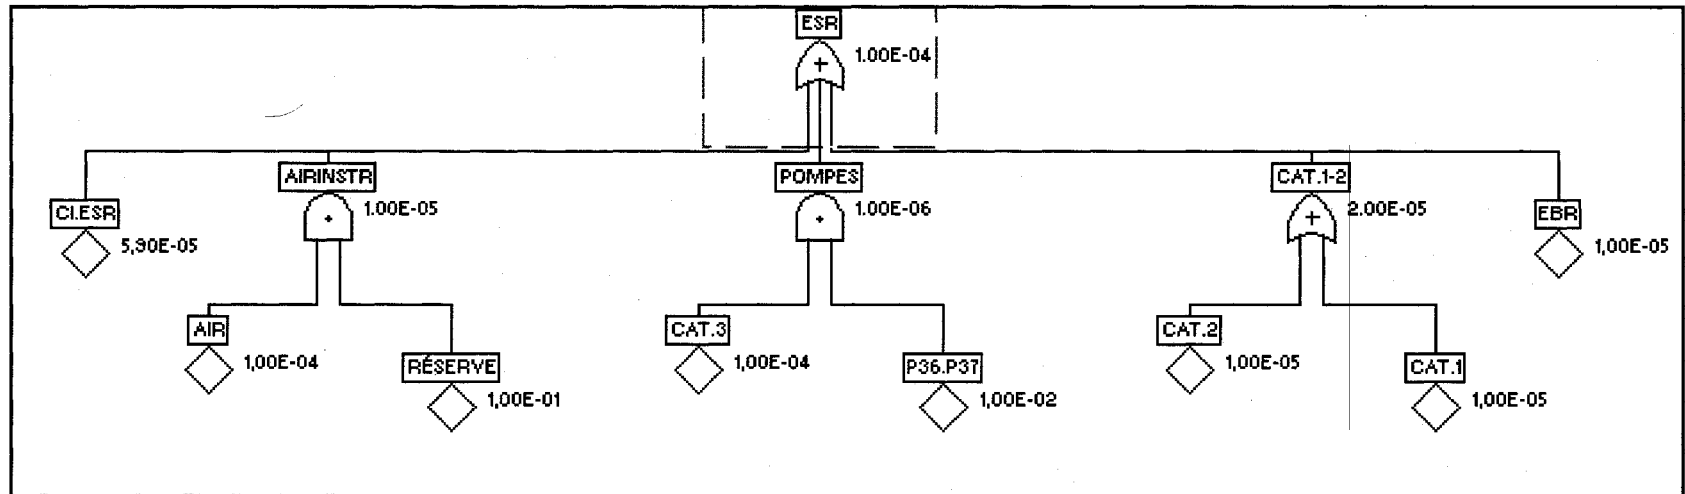 ESR
1.00E-04
+
AIRINSTR
1.00E-05
POMPES
1.00E-06
CAT.1-2
2.00E-05
+
CI.ESR
5,90E-05
EBR
1,00E-05
AIR
1,00E-04
RÉSERVE
1,00E-01
CAT.3
1,00E-04
P36.P37
1,00E-02
CAT.2
1,00E-05
CAT.1
1,00E-05